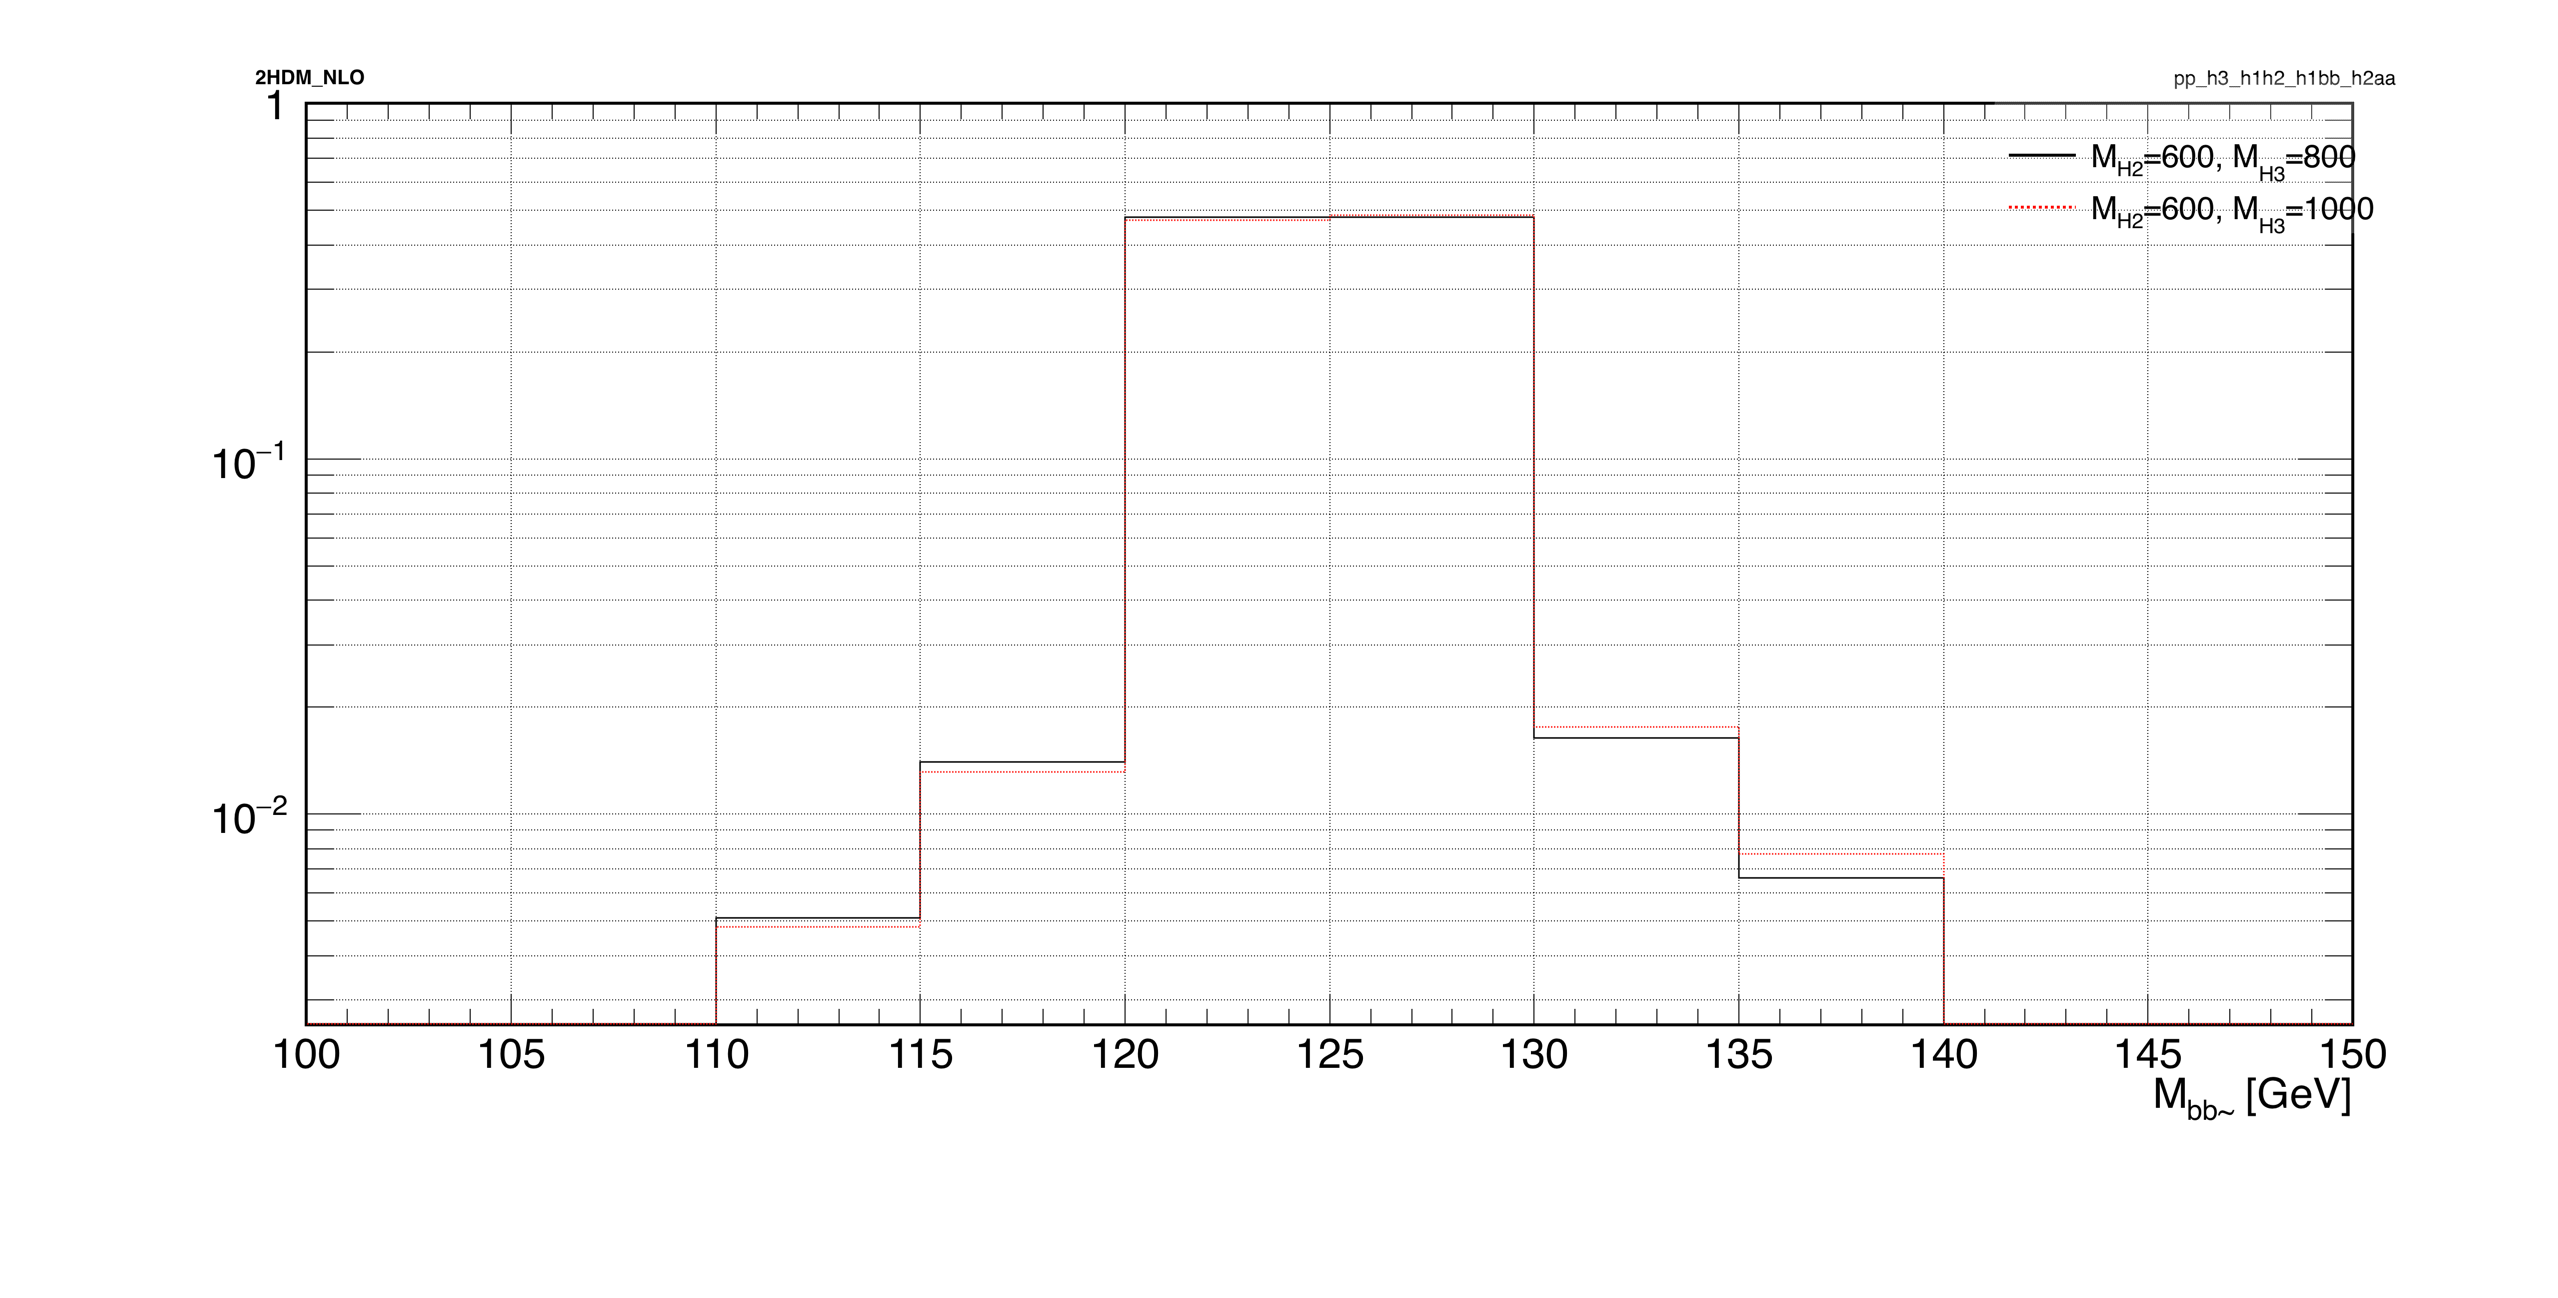 2HDM_NLO
pp_h3_h1h2_h1bb_h2aa
M_H2=600, M_H3=800
M_H2=600, M_H3=1000
1
10^−1
10^−2
100 105 110 115 120 125 130 135 140 145 150
M_bb~ [GeV]